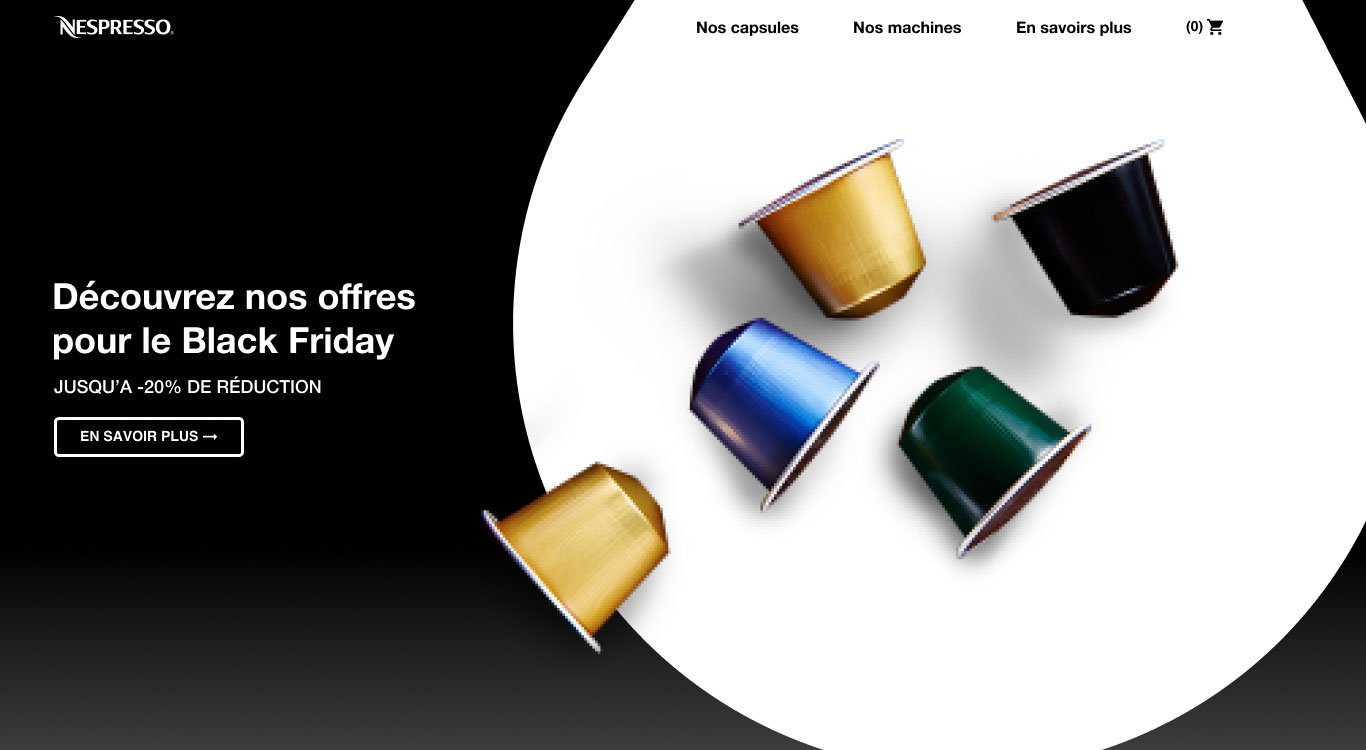 NESPRESSO
Nos capsules
Nos machines
En savoirs plus
(0)
Découvrez nos offres
pour le Black Friday
JUSQU’A -20% DE RÉDUCTION
EN SAVOIR PLUS →